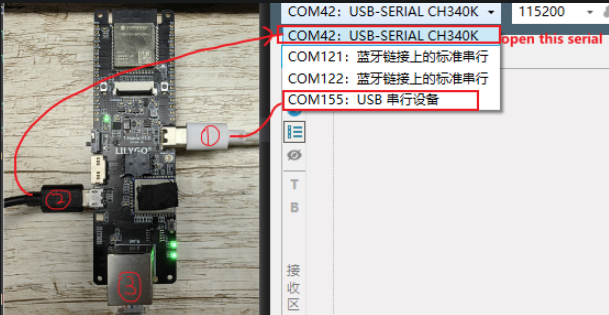 COM42: USB-SERIAL CH340K
115200
COM42: USB-SERIAL CH340K
open this serial
COM121: 蓝牙链接上的标准串行
COM122: 蓝牙链接上的标准串行
COM155: USB 串行设备
①
LILYGO
②
③
T
B
接
收
区